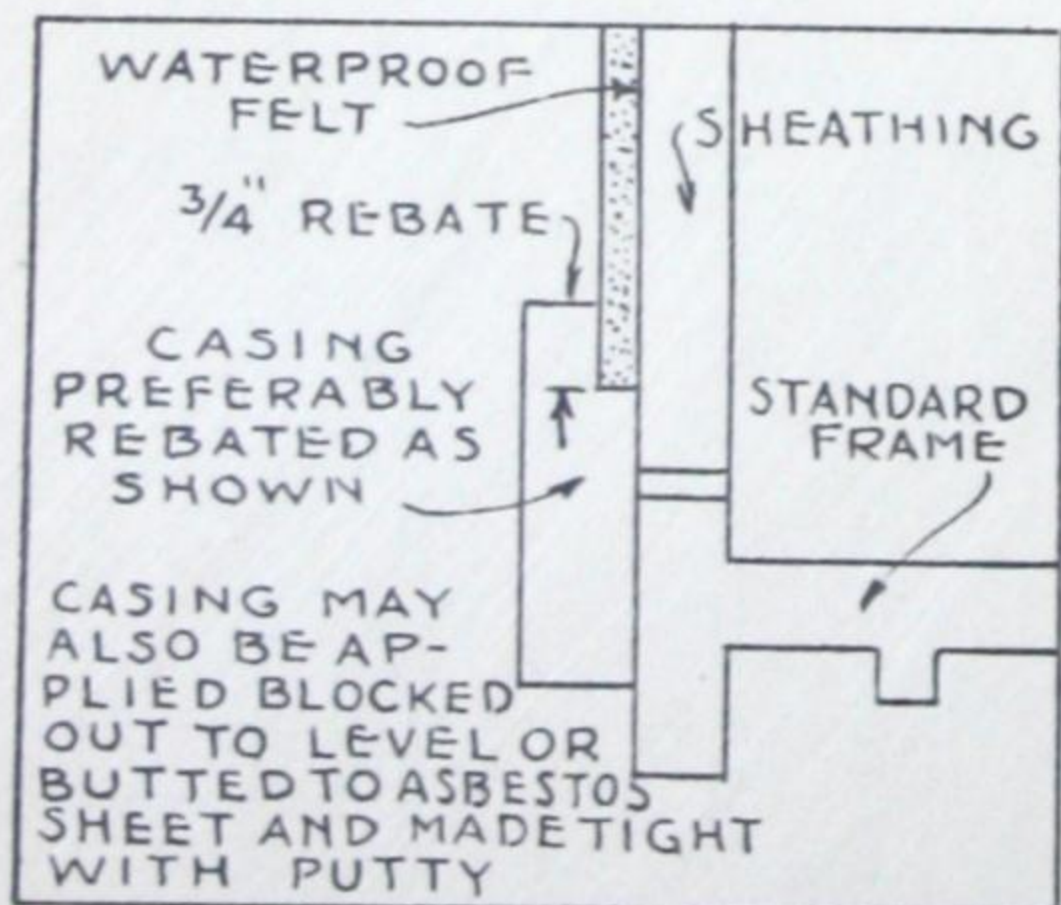 WATERPROOF
FELT
SHEATHING
3/4" REBATE
CASING
PREFERABLY
REBATED AS
SHOWN
STANDARD
FRAME
CASING MAY
ALSO BE AP-
PLIED BLOCKED
OUT TO LEVEL OR
BUTTED TO ASBESTOS
SHEET AND MADE TIGHT
WITH PUTTY